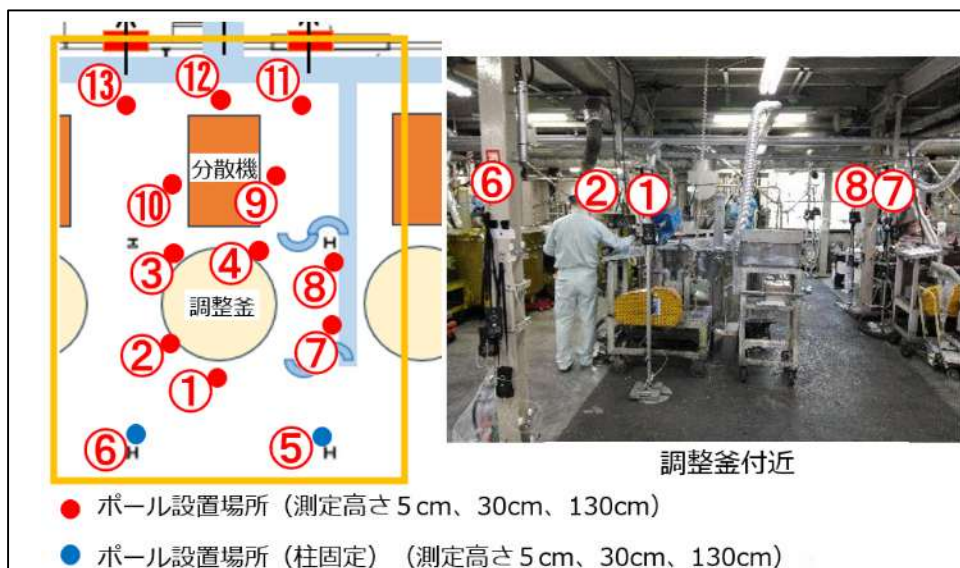 ⑬ ⑫ ⑪
分散機
⑩ ⑨
③ ④
⑧
調整釜
② ⑦
①
⑥ ⑤
H H H H
⑥ ② ① ⑧ ⑦
調整釜付近
● ポール設置場所（測定高さ５cm、30cm、130cm）
● ポール設置場所（柱固定）（測定高さ５cm、30cm、130cm）